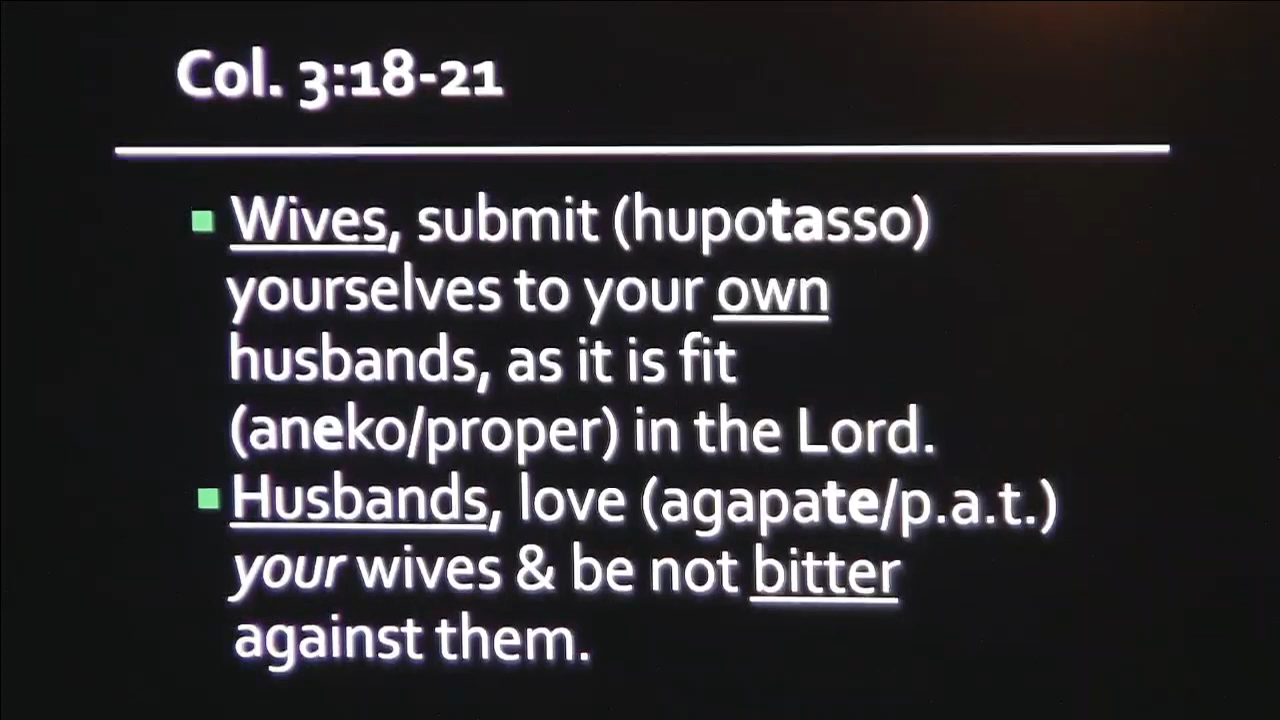 Col. 3:18-21
Wives, submit (hupotasso)
yourselves to your own
husbands, as it is fit
(aneko/proper) in the Lord.
Husbands, love (agapate/p.a.t.)
your wives & be not bitter
against them.